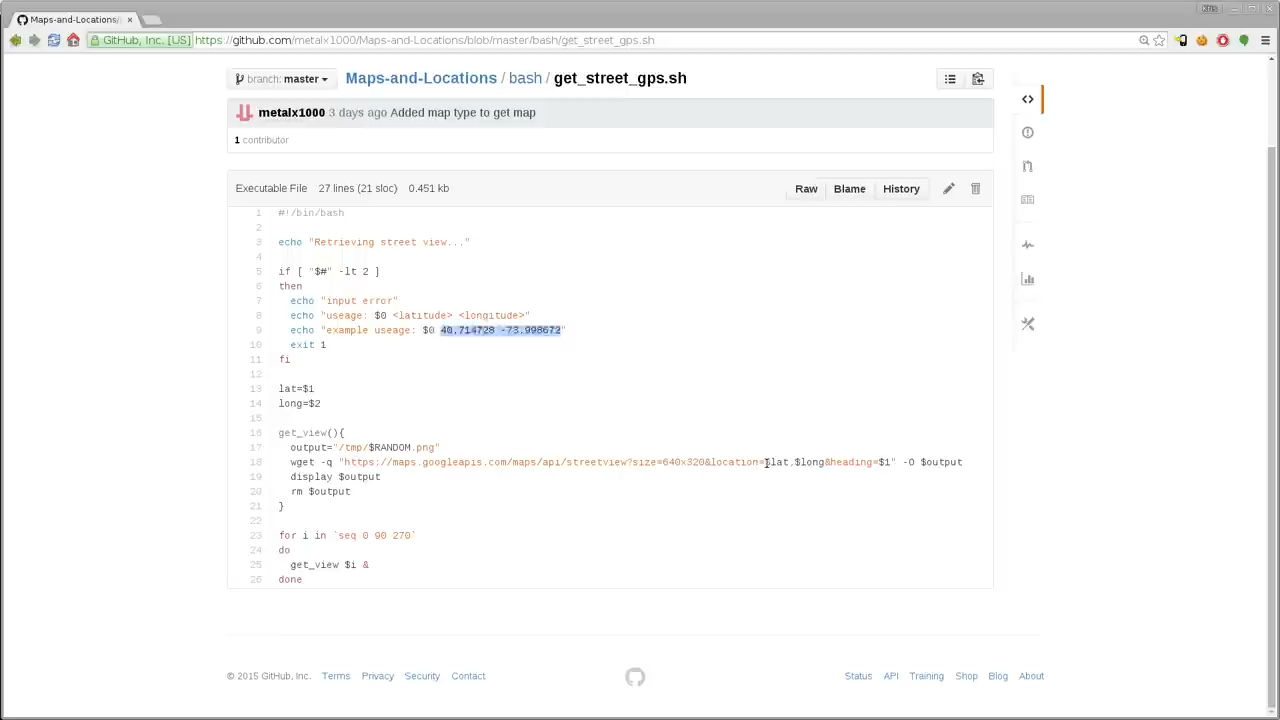 Kris
Maps-and-Locations/
GitHub, Inc. [US] https://github.com/metalx1000/Maps-and-Locations/blob/master/bash/get_street_gps.sh
branch: master Maps-and-Locations / bash / get_street_gps.sh
metalx1000 3 days ago Added map type to get map
1 contributor
Executable File 27 lines (21 sloc) 0.451 kb Raw Blame History
1 #!/bin/bash
2
3 echo "Retrieving street view..."
4
5 if [ "$#" -lt 2 ]
6 then
7 echo "input error"
8 echo "useage: $0 <latitude> <longitude>"
9 echo "example useage: $0 40.714728 -73.998672"
10 exit 1
11 fi
12
13 lat=$1
14 long=$2
15
16 get_view(){
17 output="/tmp/$RANDOM.png"
18 wget -q "https://maps.googleapis.com/maps/api/streetview?size=640x320&location=$lat,$long&heading=$1" -O $output
19 display $output
20 rm $output
21 }
22
23 for i in `seq 0 90 270`
24 do
25 get_view $i &
26 done
© 2015 GitHub, Inc. Terms Privacy Security Contact Status API Training Shop Blog About